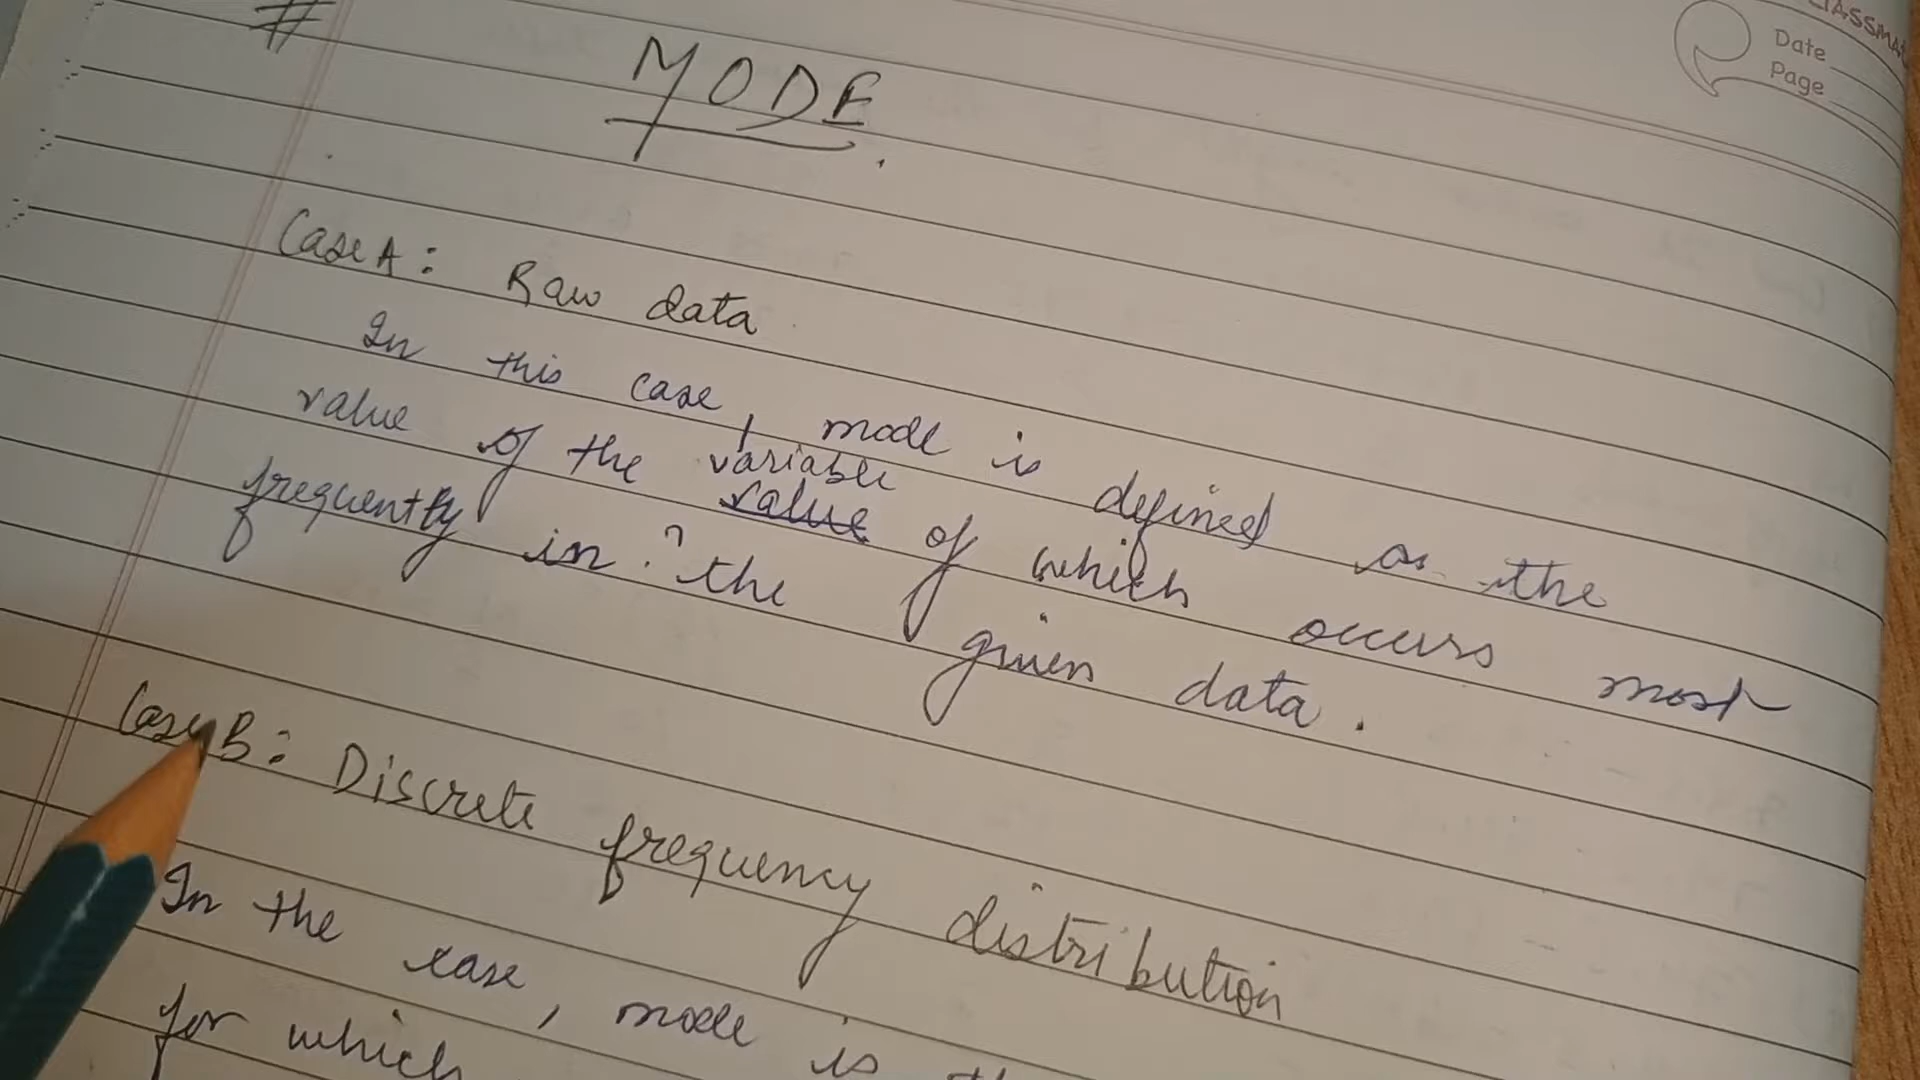 CLASSMA
Date
Page
#
MODE.
Case A: Raw data
In this case, mode is defined as the
value of the variable value of which occurs most
frequently in the given data.
Case B: Discrete frequency distribution
In the case, mode is th
for which